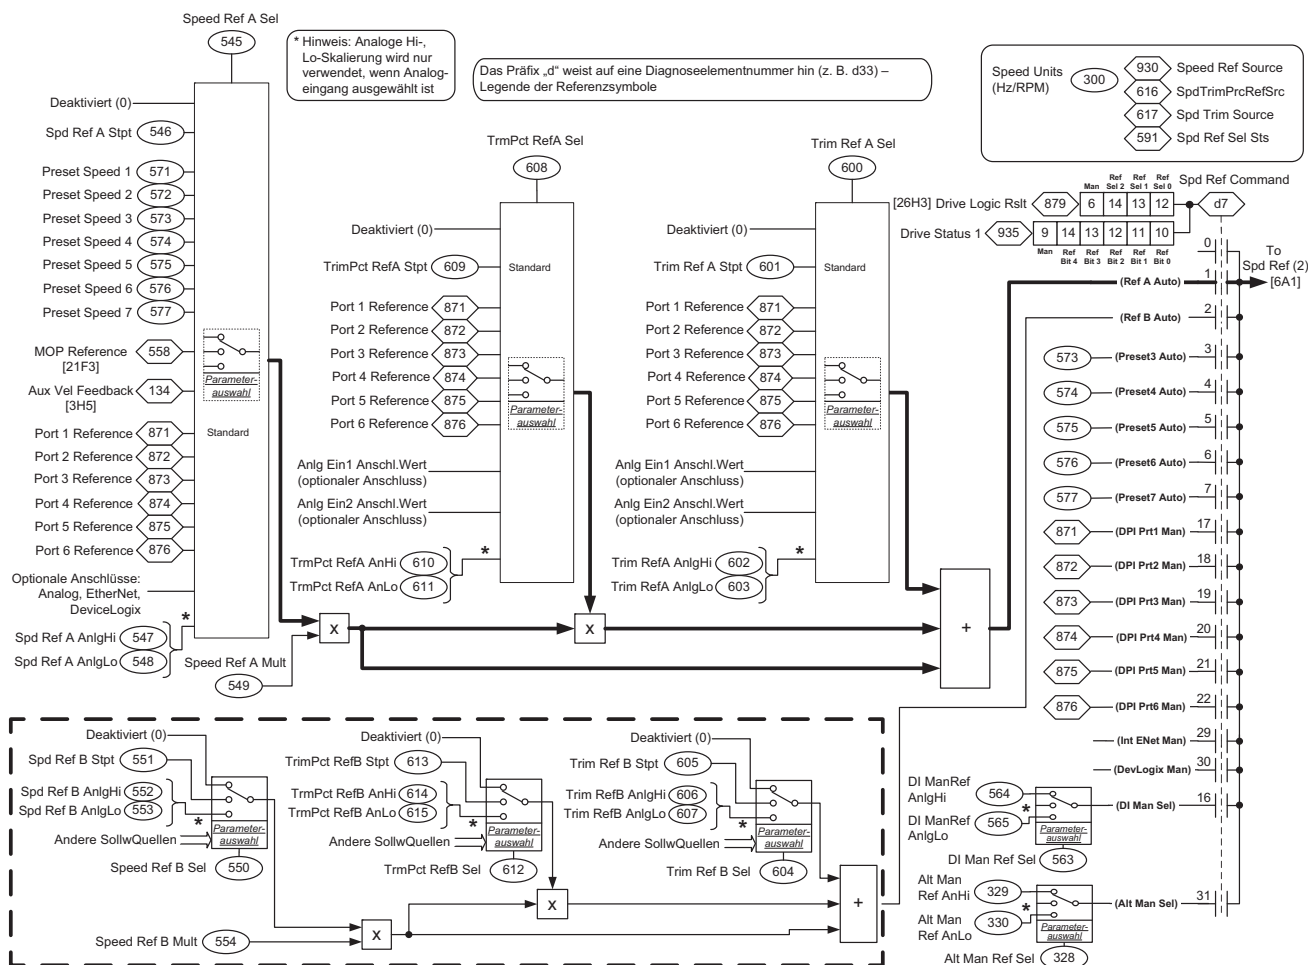 Speed Ref A Sel
545
* Hinweis: Analoge Hi-,
Lo-Skalierung wird nur
verwendet, wenn Analog-
eingang ausgewählt ist
Das Präfix „d“ weist auf eine Diagnoseelementnummer hin (z. B. d33) –
Legende der Referenzsymbole
Speed Units
(Hz/RPM)
300
930 Speed Ref Source
616 SpdTrimPrcRefSrc
617 Spd Trim Source
591 Spd Ref Sel Sts
Deaktiviert (0)
Spd Ref A Stpt 546
Preset Speed 1 571
Preset Speed 2 572
Preset Speed 3 573
Preset Speed 4 574
Preset Speed 5 575
Preset Speed 6 576
Preset Speed 7 577
MOP Reference 558
[21F3]
Aux Vel Feedback 134
[3H5]
Parameter-
auswahl
Standard
Port 1 Reference 871
Port 2 Reference 872
Port 3 Reference 873
Port 4 Reference 874
Port 5 Reference 875
Port 6 Reference 876
Optionale Anschlüsse:
Analog, EtherNet,
DeviceLogix
*
Spd Ref A AnlgHi 547
Spd Ref A AnlgLo 548
Speed Ref A Mult
549
x
TrmPct RefA Sel
608
Deaktiviert (0)
TrimPct RefA Stpt 609
Standard
Port 1 Reference 871
Port 2 Reference 872
Port 3 Reference 873
Port 4 Reference 874
Port 5 Reference 875
Port 6 Reference 876
Parameter-
auswahl
Anlg Ein1 Anschl.Wert
(optionaler Anschluss)
Anlg Ein2 Anschl.Wert
(optionaler Anschluss)
*
TrmPct RefA AnHi 610
TrmPct RefA AnLo 611
x
Trim Ref A Sel
600
Deaktiviert (0)
Trim Ref A Stpt 601
Standard
Port 1 Reference 871
Port 2 Reference 872
Port 3 Reference 873
Port 4 Reference 874
Port 5 Reference 875
Port 6 Reference 876
Parameter-
auswahl
Anlg Ein1 Anschl.Wert
(optionaler Anschluss)
Anlg Ein2 Anschl.Wert
(optionaler Anschluss)
*
Trim RefA AnlgHi 602
Trim RefA AnlgLo 603
+
Man Ref Sel 2 Ref Sel 1 Ref Sel 0
Spd Ref Command
[26H3] Drive Logic Rslt 879 6 14 13 12 d7
Drive Status 1 935 9 14 13 12 11 10
Man Ref Bit 4 Ref Bit 3 Ref Bit 2 Ref Bit 1 Ref Bit 0
0
To
Spd Ref (2)
[6A1]
(Ref A Auto) 1
(Ref B Auto) 2
573 (Preset3 Auto) 3
574 (Preset4 Auto) 4
575 (Preset5 Auto) 5
576 (Preset6 Auto) 6
577 (Preset7 Auto) 7
871 (DPI Prt1 Man) 17
872 (DPI Prt2 Man) 18
873 (DPI Prt3 Man) 19
874 (DPI Prt4 Man) 20
875 (DPI Prt5 Man) 21
876 (DPI Prt6 Man) 22
(Int ENet Man) 29
(DevLogix Man) 30
DI ManRef
AnlgHi
564
DI ManRef
AnlgLo
565
*
Parameter-
auswahl
(DI Man Sel) 16
DI Man Ref Sel 563
Alt Man
Ref AnHi
329
Alt Man
Ref AnLo
330
*
Parameter-
auswahl
(Alt Man Sel) 31
Alt Man Ref Sel 328
Deaktiviert (0)
Spd Ref B Stpt 551
Spd Ref B AnlgHi 552
Spd Ref B AnlgLo 553
*
Andere SollwQuellen
Parameter-
auswahl
Speed Ref B Sel 550
Deaktiviert (0)
TrimPct RefB Stpt 613
TrmPct RefB AnHi 614
TrmPct RefB AnLo 615
*
Andere SollwQuellen
Parameter-
auswahl
TrmPct RefB Sel 612
Deaktiviert (0)
Trim Ref B Stpt 605
Trim RefB AnlgHi 606
Trim RefB AnlgLo 607
*
Andere SollwQuellen
Parameter-
auswahl
Trim Ref B Sel 604
x
+
Speed Ref B Mult 554
x